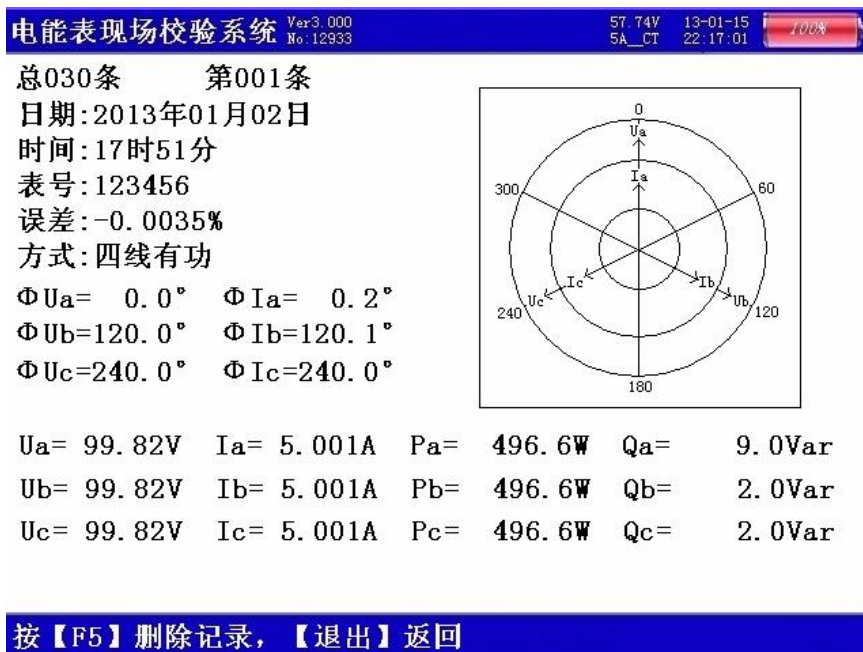 电能表现场校验系统 Ver3.000 No:12933 57.74V 5A__CT 13-01-15 22:17:01 100%
总030条 第001条
日期:2013年01月02日
时间:17时51分
表号:123456
误差:-0.0035%
方式:四线有功
ΦUa= 0.0° ΦIa= 0.2°
ΦUb=120.0° ΦIb=120.1°
ΦUc=240.0° ΦIc=240.0°
0
Ua
Ia
300 60
Uc Ic Ib Ub
240 120
180
Ua= 99.82V Ia= 5.001A Pa= 496.6W Qa= 9.0Var
Ub= 99.82V Ib= 5.001A Pb= 496.6W Qb= 2.0Var
Uc= 99.82V Ic= 5.001A Pc= 496.6W Qc= 2.0Var
按【F5】删除记录，【退出】返回